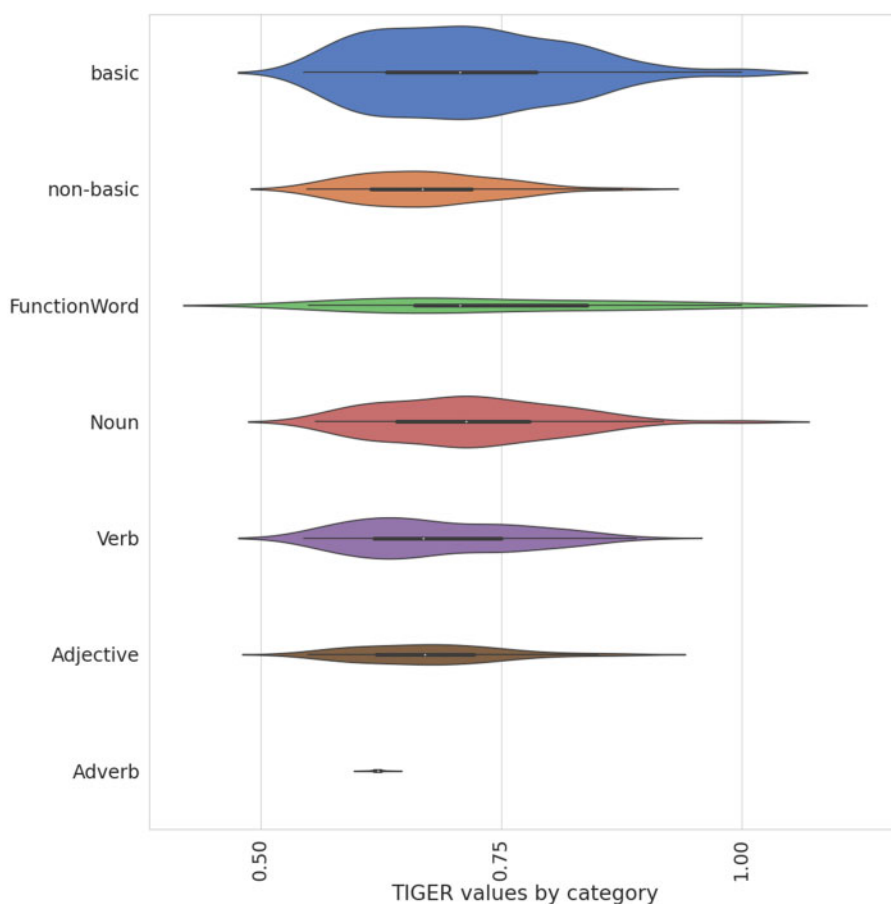 basic
non-basic
FunctionWord
Noun
Verb
Adjective
Adverb
0.50
0.75
1.00
TIGER values by category